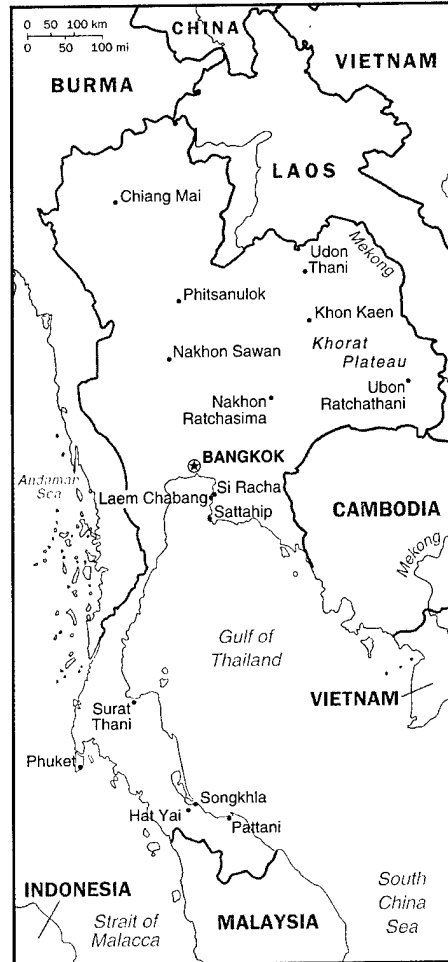 0 50 100 km
0 50 100 mi
CHINA
VIETNAM
BURMA
LAOS
Chiang Mai
Mekong
Udon
Thani
Phitsanulok
Khon Kaen
Khorat
Plateau
Nakhon Sawan
Ubon
Ratchathani
Nakhon
Ratchasima
BANGKOK
Andaman
Sea
Si Racha
Laem Chabang
Sattahip
CAMBODIA
Mekong
Gulf of
Thailand
VIETNAM
Surat
Thani
Phuket
Songkhla
Hat Yai
Pattani
INDONESIA
Strait of
Malacca
MALAYSIA
South
China
Sea